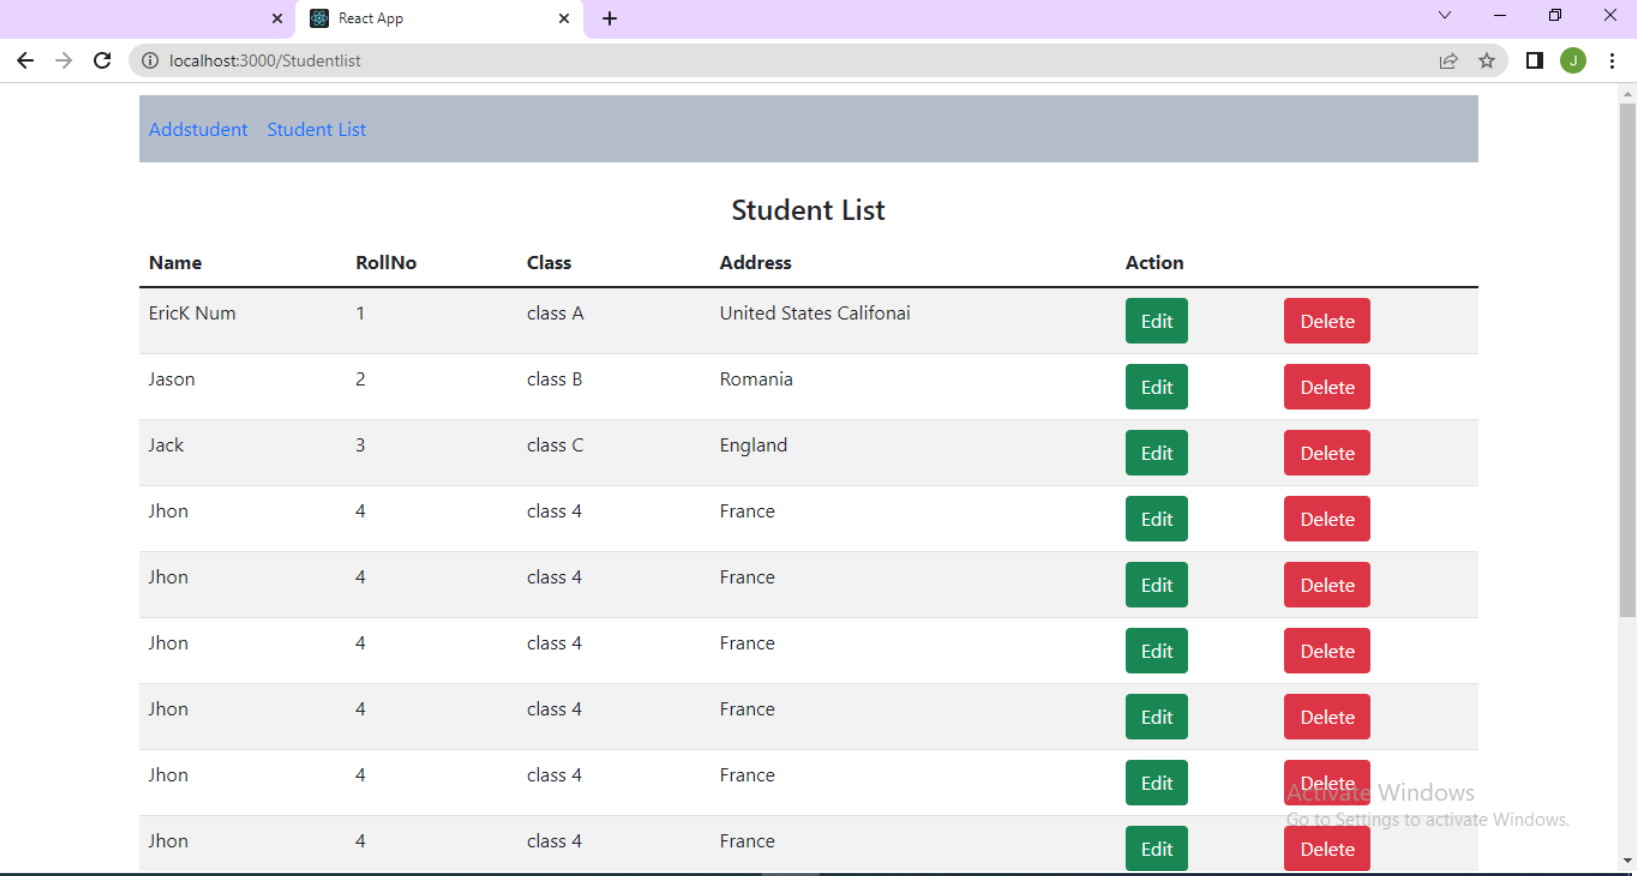 React App
localhost:3000/Studentlist
J
Addstudent Student List
Student List
Name RollNo Class Address Action
EricK Num 1 class A United States Califonai Edit Delete
Jason 2 class B Romania Edit Delete
Jack 3 class C England Edit Delete
Jhon 4 class 4 France Edit Delete
Jhon 4 class 4 France Edit Delete
Jhon 4 class 4 France Edit Delete
Jhon 4 class 4 France Edit Delete
Jhon 4 class 4 France Edit Delete
Activate Windows
Go to Settings to activate Windows.
Jhon 4 class 4 France Edit Delete